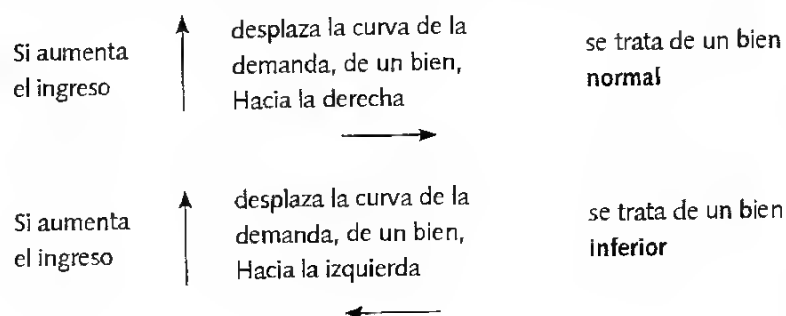 Si aumenta
el ingreso
desplaza la curva de la
demanda, de un bien,
Hacia la derecha
se trata de un bien
normal
Si aumenta
el ingreso
desplaza la curva de la
demanda, de un bien,
Hacia la izquierda
se trata de un bien
inferior